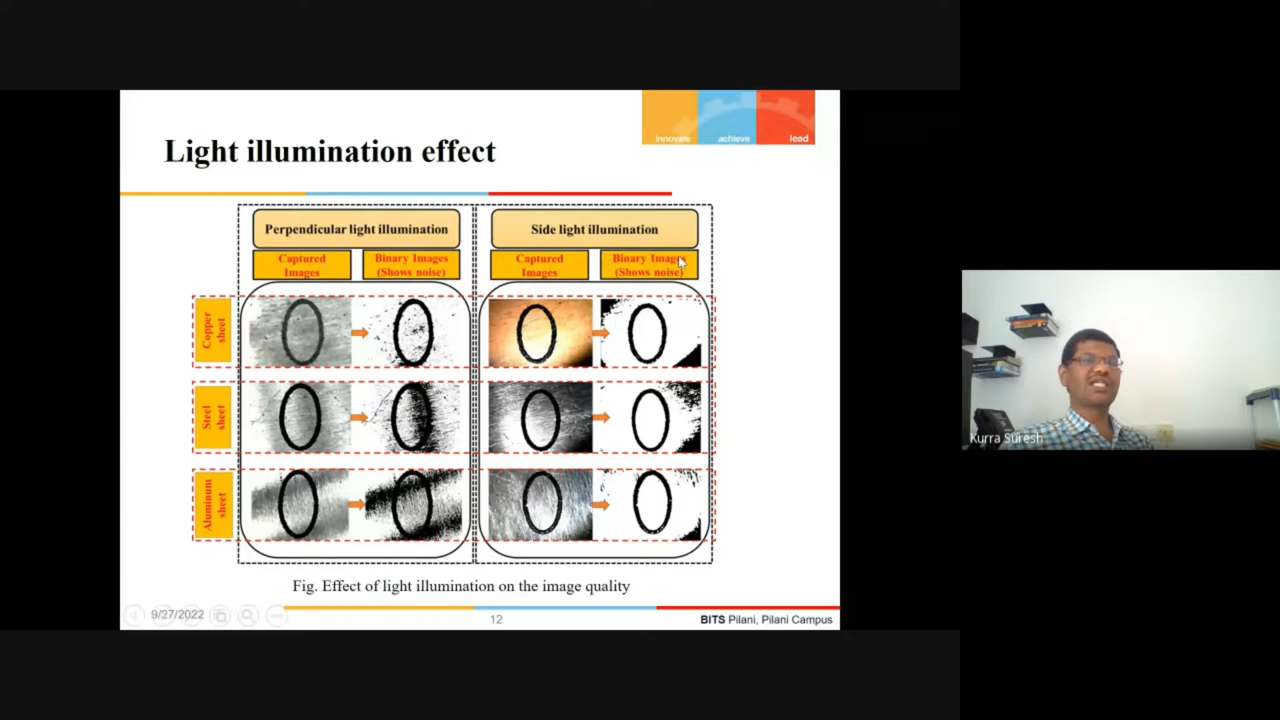 innovate achieve lead
Light illumination effect
Perpendicular light illumination
Side light illumination
Captured
Images
Binary Images
(Shows noise)
Captured
Images
Binary Images
(Shows noise)
Copper
sheet
Steel
sheet
Aluminum
sheet
Fig. Effect of light illumination on the image quality
9/27/2022
12
BITS Pilani, Pilani Campus
Kurra Suresh